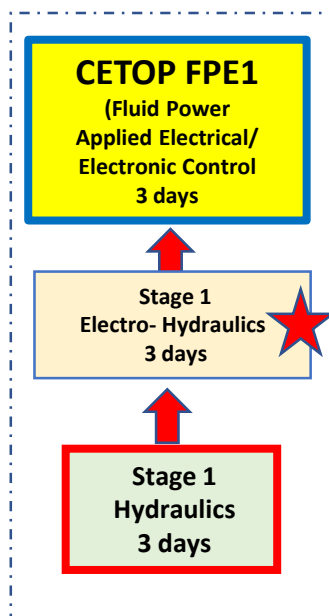 CETOP FPE1
(Fluid Power
Applied Electrical/
Electronic Control
3 days
Stage 1
Electro- Hydraulics
3 days
Stage 1
Hydraulics
3 days